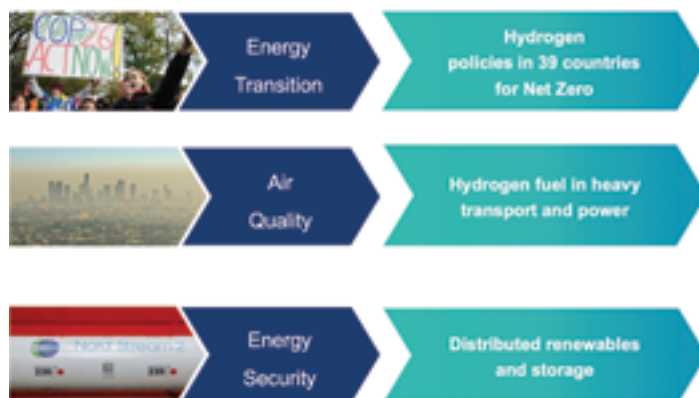 COP26
ACT NOW!
Energy
Transition
Hydrogen
policies in 39 countries
for Net Zero
Air
Quality
Hydrogen fuel in heavy
transport and power
Nord Stream 2
Energy
Security
Distributed renewables
and storage